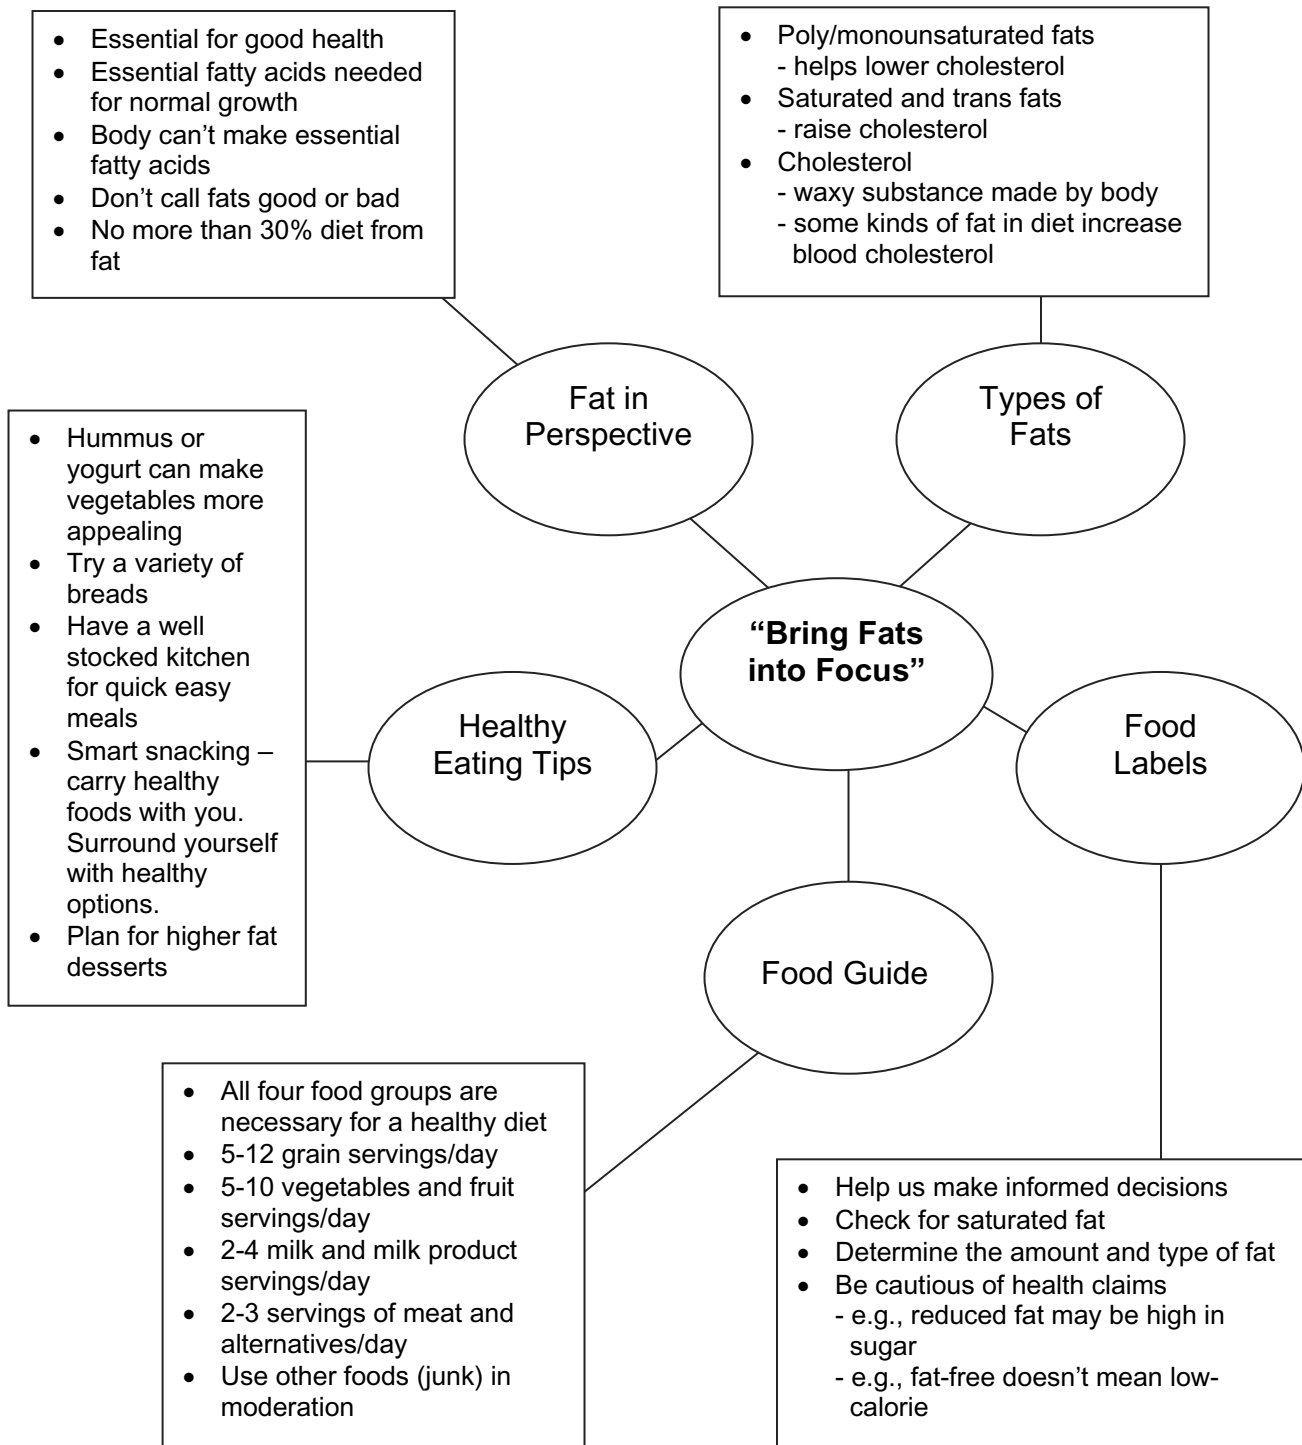 • Essential for good health
• Essential fatty acids needed
for normal growth
• Body can’t make essential
fatty acids
• Don’t call fats good or bad
• No more than 30% diet from
fat
• Poly/monounsaturated fats
- helps lower cholesterol
• Saturated and trans fats
- raise cholesterol
• Cholesterol
- waxy substance made by body
- some kinds of fat in diet increase
blood cholesterol
Fat in
Perspective
Types of
Fats
• Hummus or
yogurt can make
vegetables more
appealing
• Try a variety of
breads
• Have a well
stocked kitchen
for quick easy
meals
• Smart snacking –
carry healthy
foods with you.
Surround yourself
with healthy
options.
• Plan for higher fat
desserts
“Bring Fats
into Focus”
Healthy
Eating Tips
Food
Labels
Food Guide
• All four food groups are
necessary for a healthy diet
• 5-12 grain servings/day
• 5-10 vegetables and fruit
servings/day
• 2-4 milk and milk product
servings/day
• 2-3 servings of meat and
alternatives/day
• Use other foods (junk) in
moderation
• Help us make informed decisions
• Check for saturated fat
• Determine the amount and type of fat
• Be cautious of health claims
- e.g., reduced fat may be high in
sugar
- e.g., fat-free doesn’t mean low-
calorie